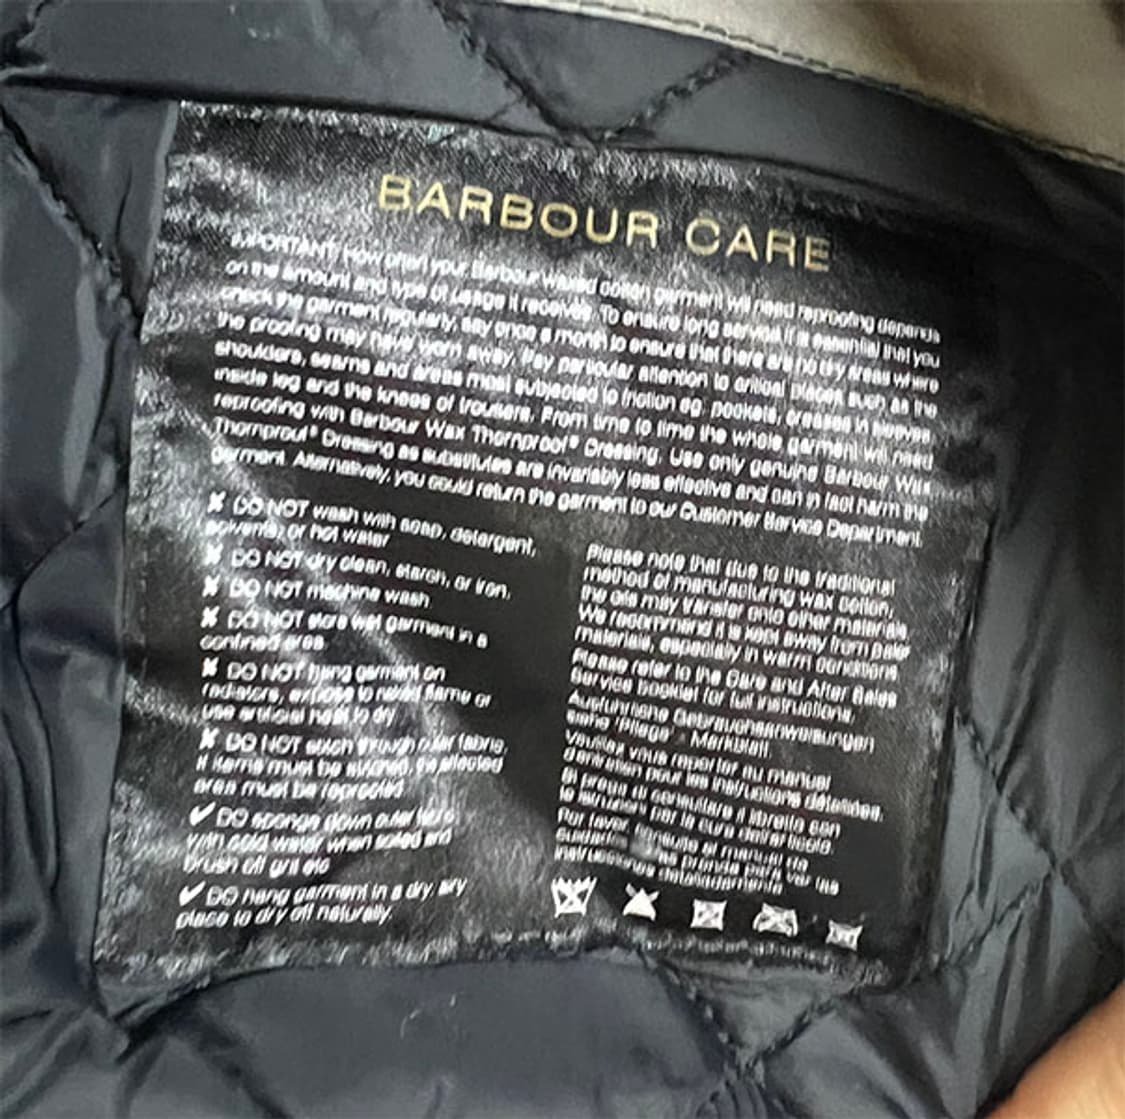 BARBOUR CARE
IMPORTANT: How often your Barbour waxed cotton garment will need reproofing depends
on the amount and type of usage it receives. To ensure long service it is essential that you
check the garment regularly, say once a month to ensure that there are no dry areas where
the proofing may have worn away. Pay particular attention to critical places such as the
shoulders, seams and areas most subjected to friction eg. pockets, creases in sleeves
inside leg and the knees of trousers. From time to time the whole garment will need
reproofing with Barbour Wax Thornproof® Dressing. Use only genuine Barbour Wax
Thornproof® Dressing as substitutes are invariably less effective and can in fact harm the
garment. Alternatively, you could return the garment to our Customer Service Department.
✘ DO NOT wash with soap, detergent,
solvents, or hot water
✘ DO NOT dry clean, starch, or iron.
✘ DO NOT machine wash
✘ DO NOT store wet garment in a
confined area
✘ DO NOT hang garment on
radiators, expose to naked flame or
use artificial heat to dry
✘ DO NOT stitch through outer fabric,
if items must be stitched, the affected
area must be reproofed
✔ DO sponge down outer
with cold water when soiled and
brush off grit etc
✔ DO hang garment in a dry, airy
place to dry off naturally.
Please note that due to the traditional
method of manufacturing wax cotton,
the oils may transfer onto other materials.
We recommend it is kept away from paler
materials, especially in warm conditions
Please refer to the Care and After Sales
Service booklet for full instructions.
Ausführliche Gebrauchsanweisungen
siehe "Pflege" - Merkblatt
Veuillez vous reporter au manuel
d'entretien pour les instructions détaillées.
Si prega di consultare il libretto con
le istruzioni per la cura dell'articolo
Por favor,